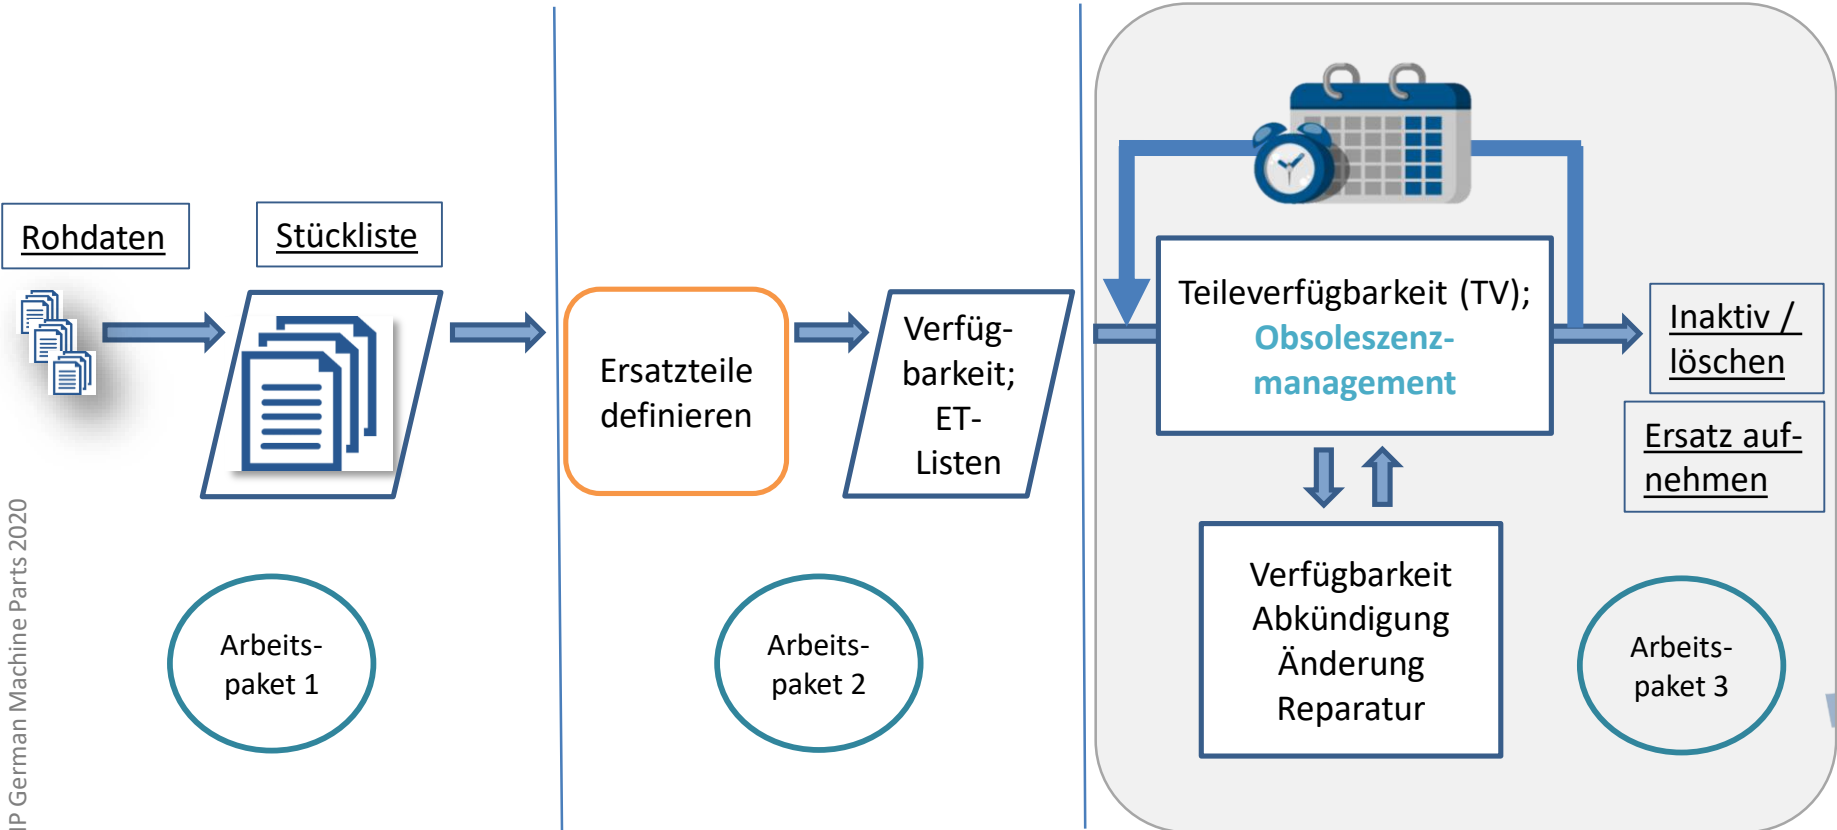 Rohdaten
Stückliste
Ersatzteile
definieren
Verfüg-
barkeit;
ET-
Listen
Teileverfügbarkeit (TV);
Obsoleszenz-
management
Inaktiv /
löschen
Ersatz auf-
nehmen
Verfügbarkeit
Abkündigung
Änderung
Reparatur
Arbeits-
paket 1
Arbeits-
paket 2
Arbeits-
paket 3
German Machine Parts 2020